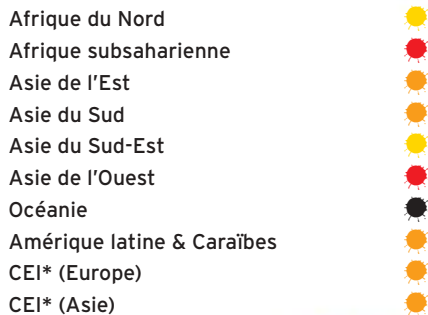 Afrique du Nord
Afrique subsaharienne
Asie de l'Est
Asie du Sud
Asie du Sud-Est
Asie de l'Ouest
Océanie
Amérique latine & Caraïbes
CEI* (Europe)
CEI* (Asie)